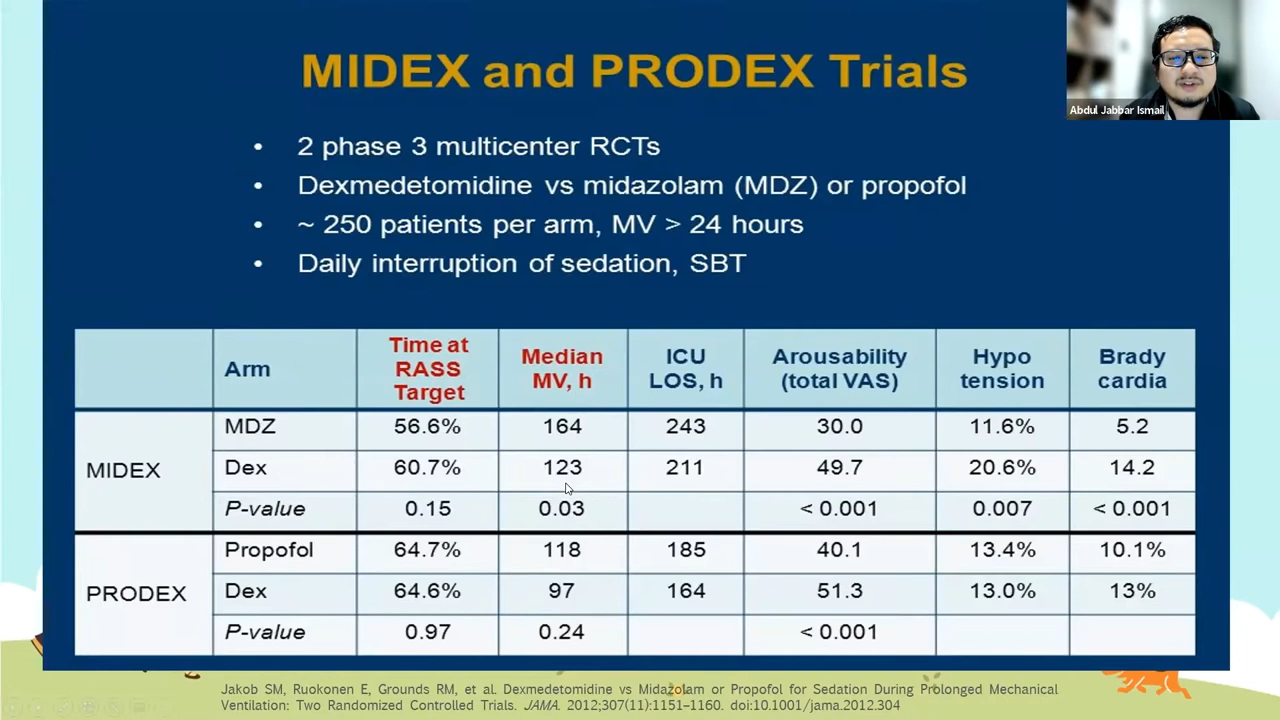 MIDEX and PRODEX Trials
Abdul Jabbar Ismail
• 2 phase 3 multicenter RCTs
• Dexmedetomidine vs midazolam (MDZ) or propofol
• ~ 250 patients per arm, MV > 24 hours
• Daily interruption of sedation, SBT
Arm
Time at
RASS
Target
Median
MV, h
ICU
LOS, h
Arousability
(total VAS)
Hypo
tension
Brady
cardia
MIDEX
MDZ 56.6% 164 243 30.0 11.6% 5.2
Dex 60.7% 123 211 49.7 20.6% 14.2
P-value 0.15 0.03 < 0.001 0.007 < 0.001
PRODEX
Propofol 64.7% 118 185 40.1 13.4% 10.1%
Dex 64.6% 97 164 51.3 13.0% 13%
P-value 0.97 0.24 < 0.001
Jakob SM, Ruokonen E, Grounds RM, et al. Dexmedetomidine vs Midazolam or Propofol for Sedation During Prolonged Mechanical
Ventilation: Two Randomized Controlled Trials. JAMA. 2012;307(11):1151–1160. doi:10.1001/jama.2012.304